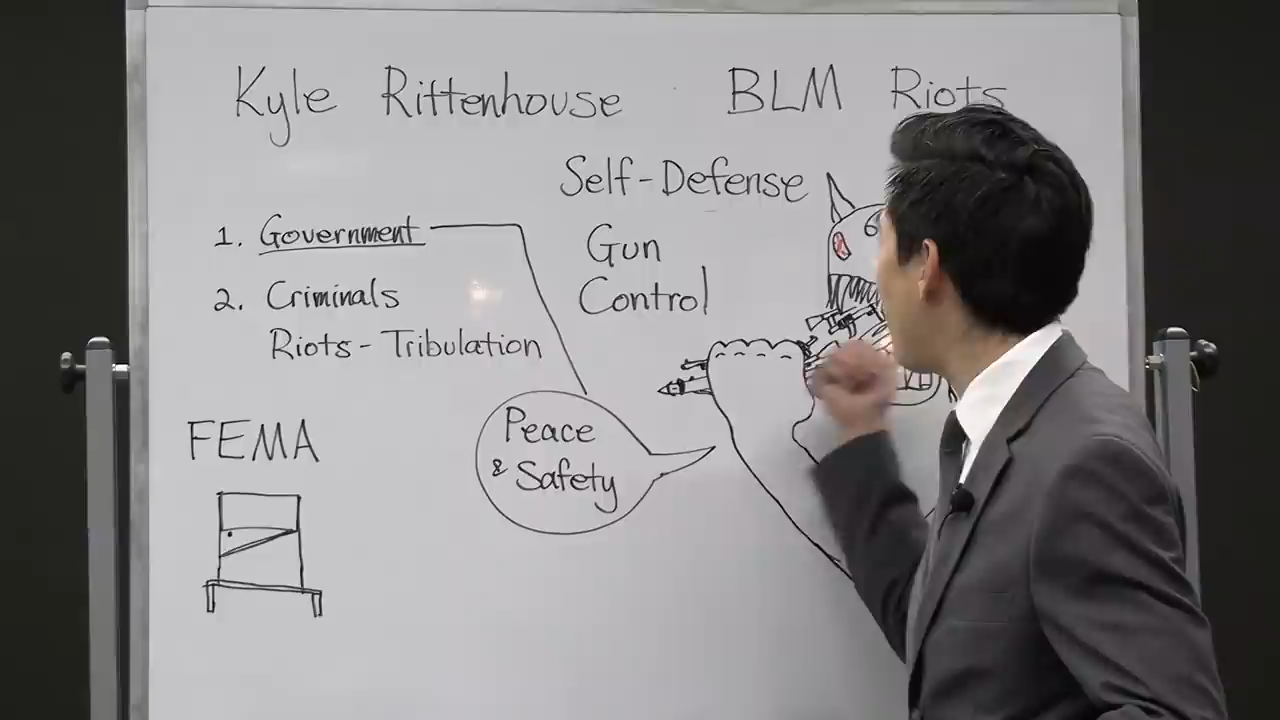 Kyle Rittenhouse BLM Riots
Self-Defense
Gun
Control
1. Government
2. Criminals
Riots - Tribulation
FEMA
Peace
& Safety